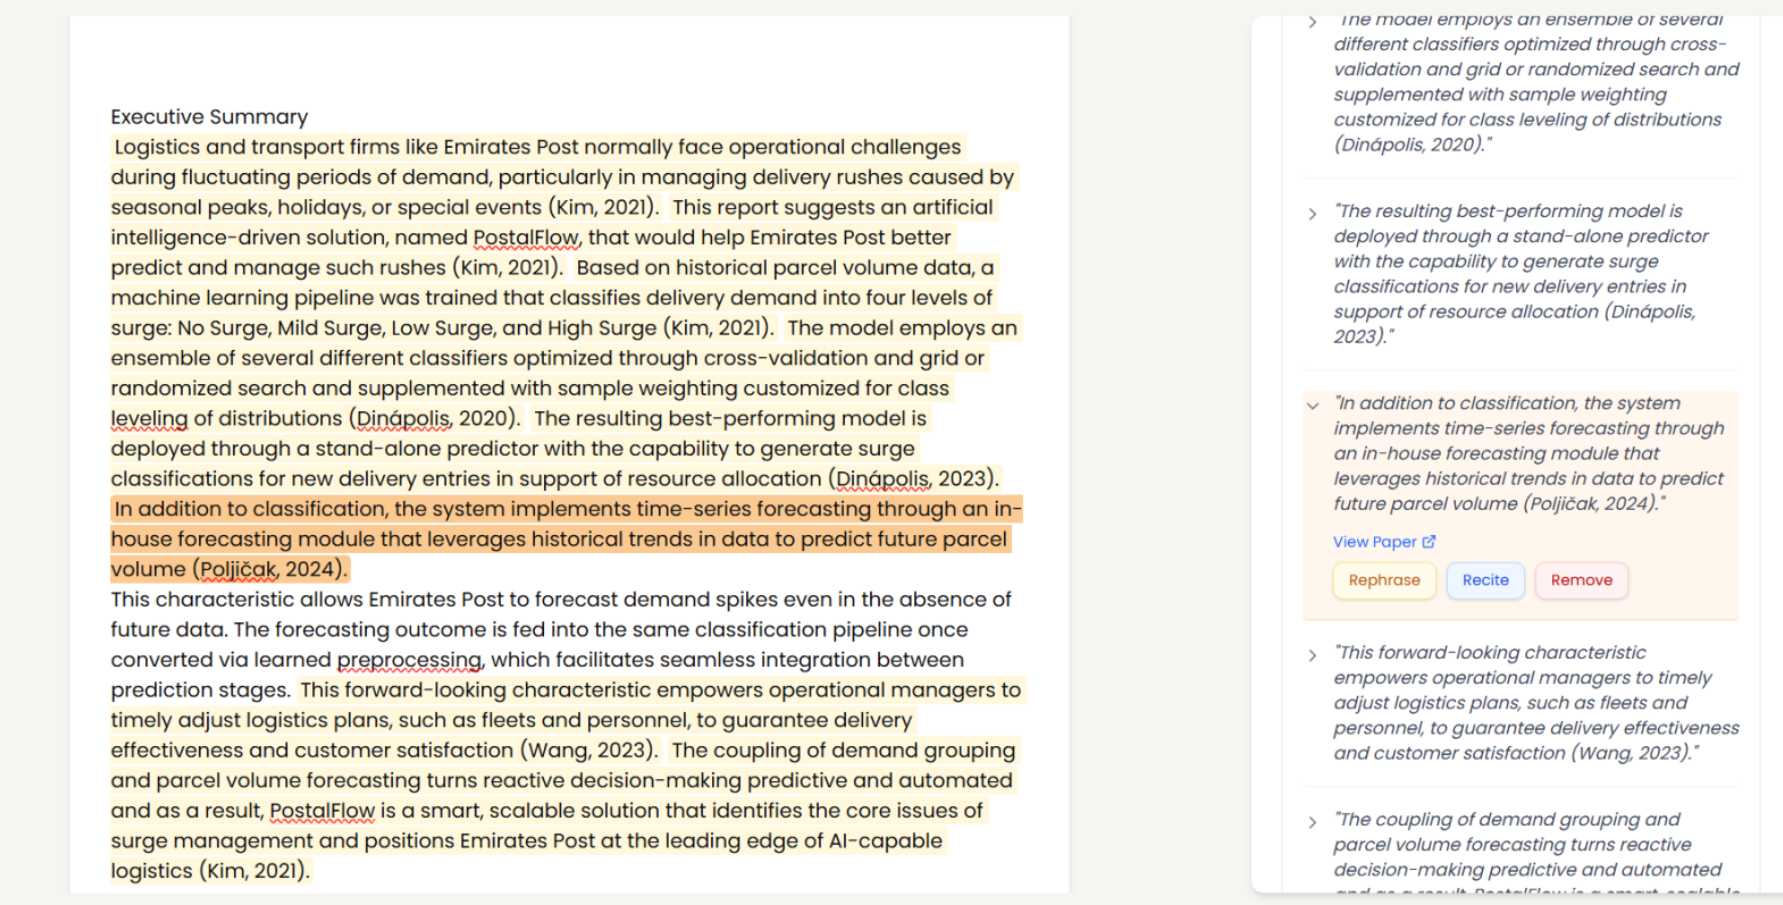 Executive Summary
Logistics and transport firms like Emirates Post normally face operational challenges
during fluctuating periods of demand, particularly in managing delivery rushes caused by
seasonal peaks, holidays, or special events (Kim, 2021). This report suggests an artificial
intelligence-driven solution, named PostalFlow, that would help Emirates Post better
predict and manage such rushes (Kim, 2021). Based on historical parcel volume data, a
machine learning pipeline was trained that classifies delivery demand into four levels of
surge: No Surge, Mild Surge, Low Surge, and High Surge (Kim, 2021). The model employs an
ensemble of several different classifiers optimized through cross-validation and grid or
randomized search and supplemented with sample weighting customized for class
leveling of distributions (Dinápolis, 2020). The resulting best-performing model is
deployed through a stand-alone predictor with the capability to generate surge
classifications for new delivery entries in support of resource allocation (Dinápolis, 2023).
In addition to classification, the system implements time-series forecasting through an in-
house forecasting module that leverages historical trends in data to predict future parcel
volume (Poljičak, 2024).
This characteristic allows Emirates Post to forecast demand spikes even in the absence of
future data. The forecasting outcome is fed into the same classification pipeline once
converted via learned preprocessing, which facilitates seamless integration between
prediction stages. This forward-looking characteristic empowers operational managers to
timely adjust logistics plans, such as fleets and personnel, to guarantee delivery
effectiveness and customer satisfaction (Wang, 2023). The coupling of demand grouping
and parcel volume forecasting turns reactive decision-making predictive and automated
and as a result, PostalFlow is a smart, scalable solution that identifies the core issues of
surge management and positions Emirates Post at the leading edge of AI-capable
logistics (Kim, 2021).
"The model employs an ensemble of several
different classifiers optimized through cross-
validation and grid or randomized search and
supplemented with sample weighting
customized for class leveling of distributions
(Dinápolis, 2020)."
"The resulting best-performing model is
deployed through a stand-alone predictor
with the capability to generate surge
classifications for new delivery entries in
support of resource allocation (Dinápolis,
2023)."
"In addition to classification, the system
implements time-series forecasting through
an in-house forecasting module that
leverages historical trends in data to predict
future parcel volume (Poljičak, 2024)."
View Paper
Rephrase Recite Remove
"This forward-looking characteristic
empowers operational managers to timely
adjust logistics plans, such as fleets and
personnel, to guarantee delivery effectiveness
and customer satisfaction (Wang, 2023)."
"The coupling of demand grouping and
parcel volume forecasting turns reactive
decision-making predictive and automated
and as a result, PostalFlow is a smart, scalable